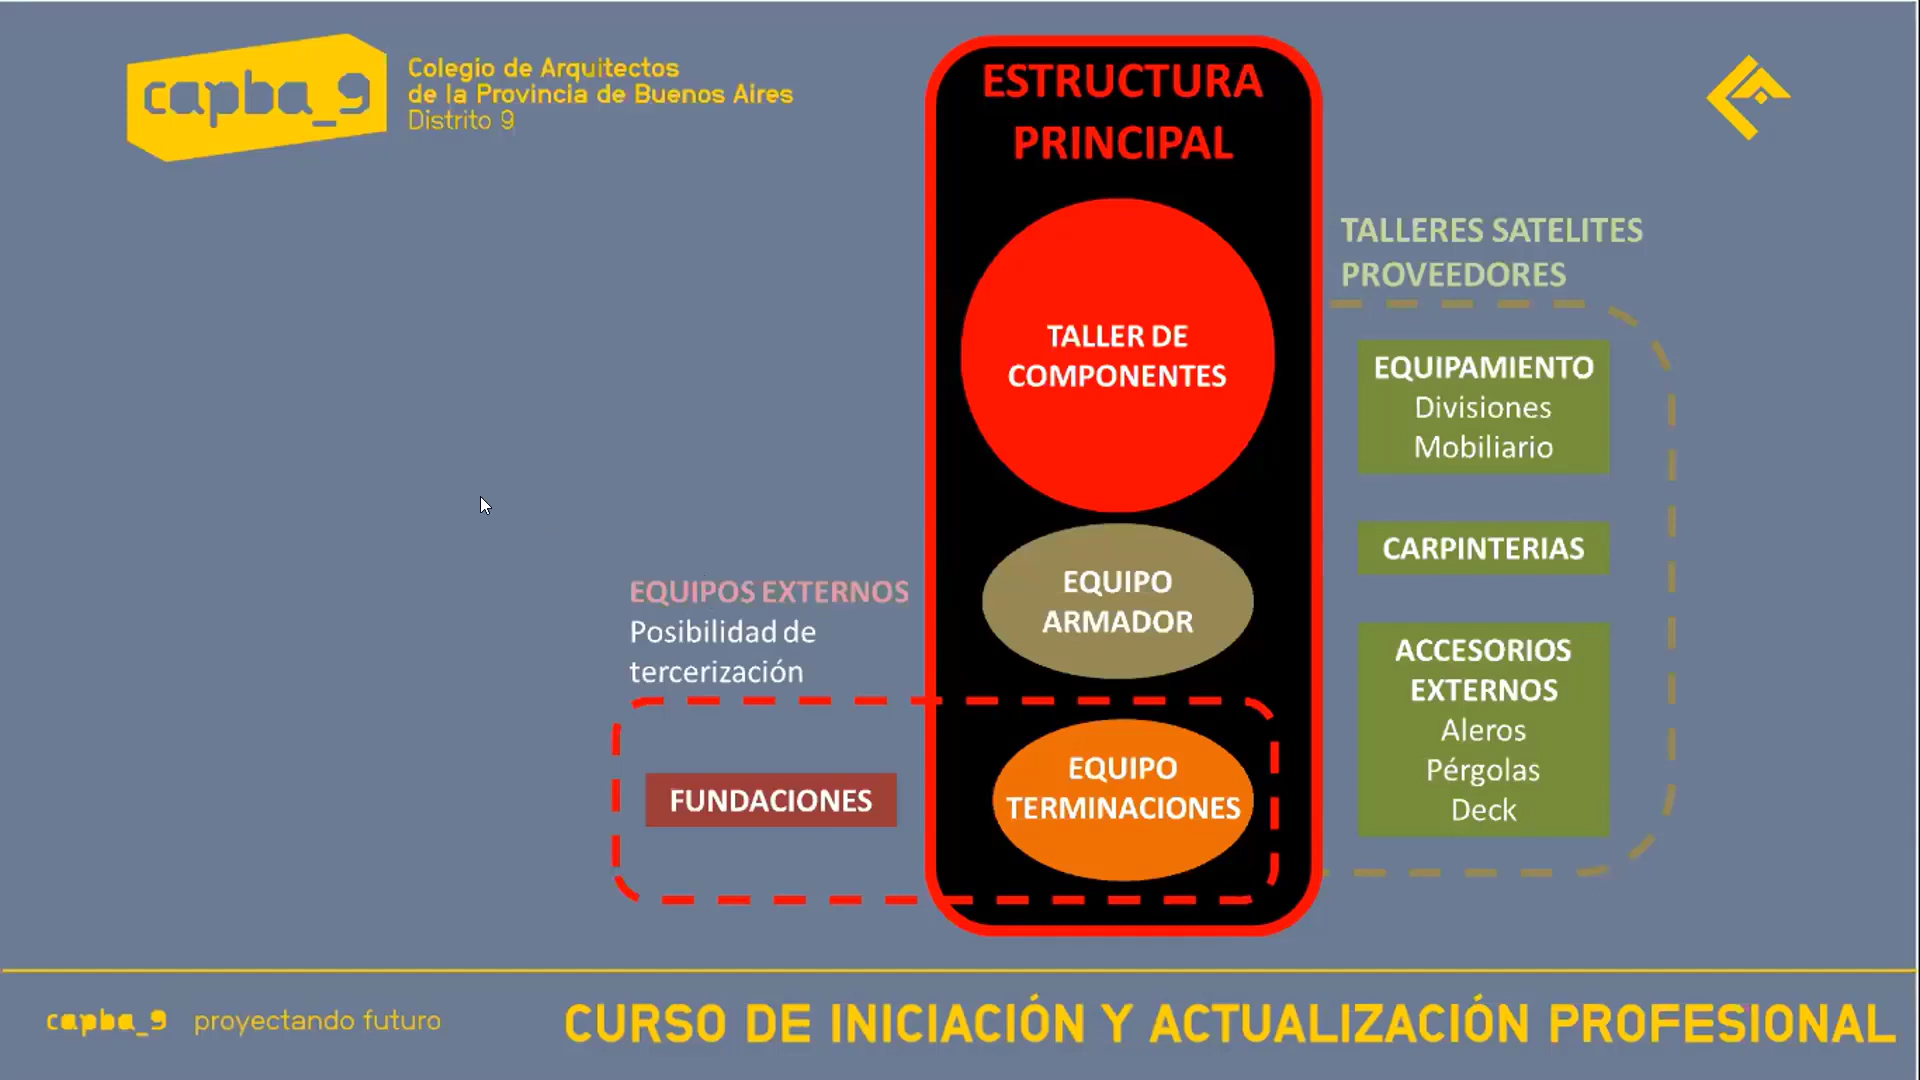 capba_9
Colegio de Arquitectos
de la Provincia de Buenos Aires
Distrito 9
ESTRUCTURA
PRINCIPAL
TALLER DE
COMPONENTES
EQUIPO
ARMADOR
EQUIPO
TERMINACIONES
EQUIPOS EXTERNOS
Posibilidad de
tercerización
FUNDACIONES
TALLERES SATELITES
PROVEEDORES
EQUIPAMIENTO
Divisiones
Mobiliario
CARPINTERIAS
ACCESORIOS
EXTERNOS
Aleros
Pérgolas
Deck
capba_9 proyectando futuro
CURSO DE INICIACIÓN Y ACTUALIZACIÓN PROFESIONAL